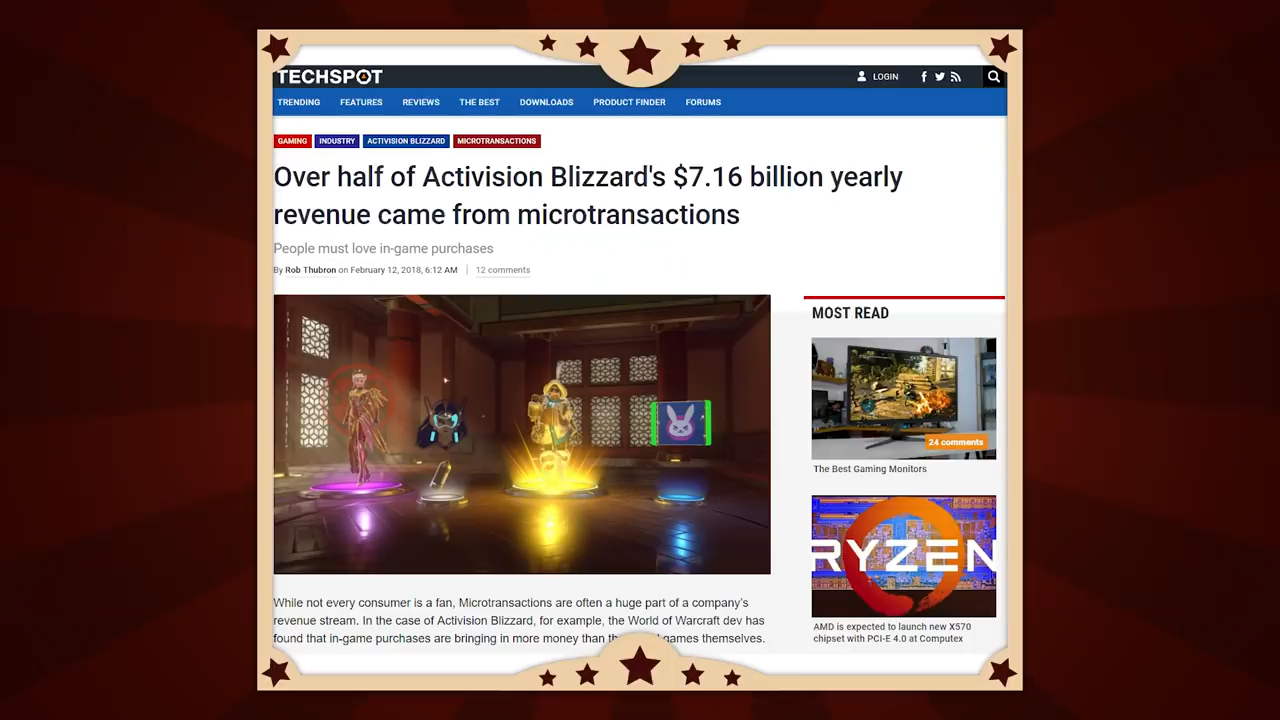 TECHSPOT
LOGIN
TRENDING FEATURES REVIEWS THE BEST DOWNLOADS PRODUCT FINDER FORUMS
GAMING INDUSTRY ACTIVISION BLIZZARD MICROTRANSACTIONS
Over half of Activision Blizzard's $7.16 billion yearly
revenue came from microtransactions
People must love in-game purchases
By Rob Thubron on February 12, 2018, 6:12 AM 12 comments
MOST READ
24 comments
The Best Gaming Monitors
RYZEN
AMD is expected to launch new X570
chipset with PCI-E 4.0 at Computex
While not every consumer is a fan, Microtransactions are often a huge part of a company's
revenue stream. In the case of Activision Blizzard, for example, the World of Warcraft dev has
found that in-game purchases are bringing in more money than games themselves.